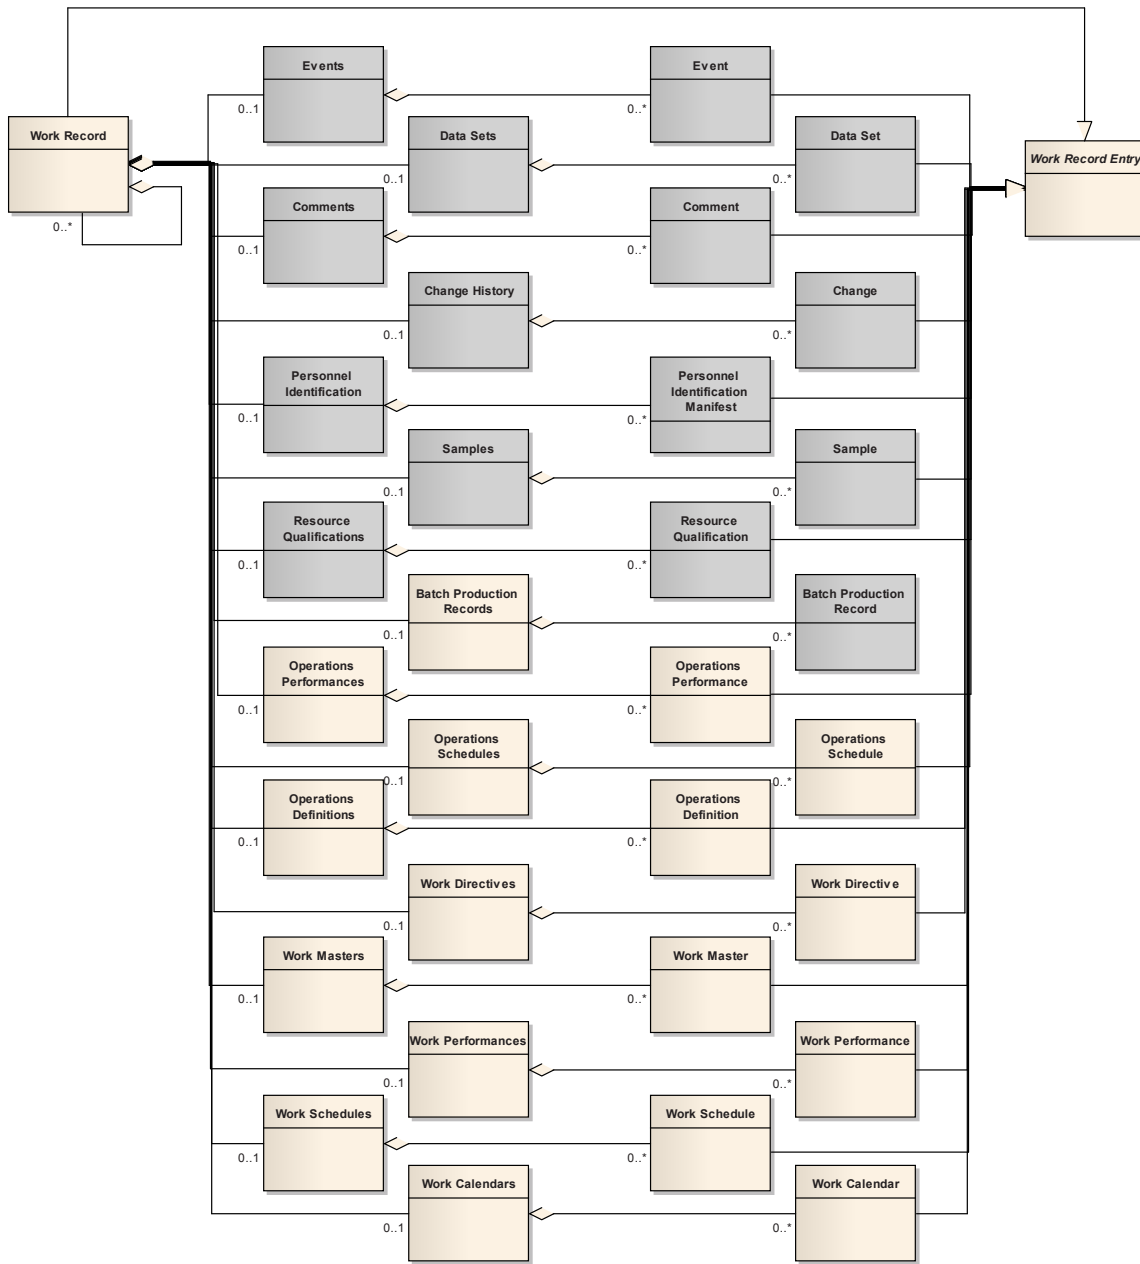 Events
Event
0..1
0..*
Work Record
Data Sets
Data Set
Work Record Entry
0..1
0..*
Comments
Comment
0..*
0..1
0..*
Change History
Change
0..1
0..*
Personnel
Identification
Personnel
Identification
Manifest
0..1
0..*
Samples
Sample
0..1
0..*
Resource
Qualifications
Resource
Qualification
0..1
0..*
Batch Production
Records
Batch Production
Record
0..1
0..*
Operations
Performances
Operations
Performance
0..1
0..*
Operations
Schedules
Operations
Schedule
0..1
0..*
Operations
Definitions
Operations
Definition
0..1
0..*
Work Directives
Work Directive
0..1
0..*
Work Masters
Work Master
0..1
0..*
Work Performances
Work Performance
0..1
0..*
Work Schedules
Work Schedule
0..1
0..*
Work Calendars
Work Calendar
0..1
0..*